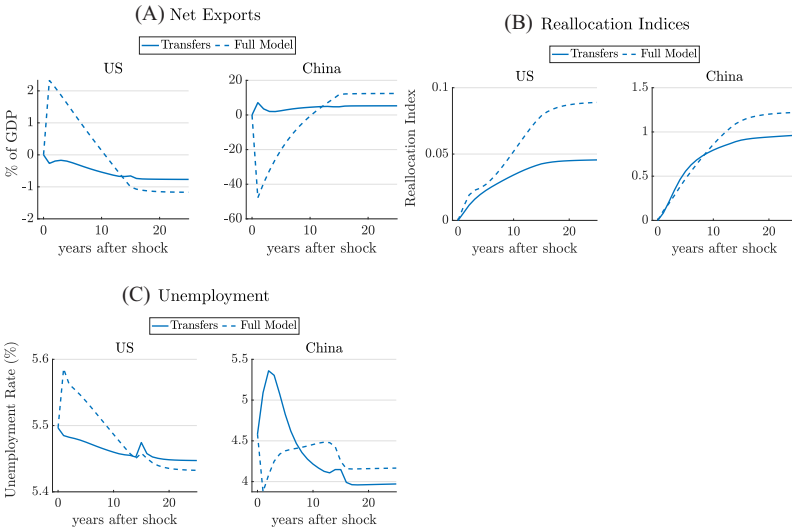 (A) Net Exports
Transfers Full Model
US
China
% of GDP
2
1
0
-1
-2
0 10 20
years after shock
20
0
-20
-40
-60
0 10 20
years after shock
(B) Reallocation Indices
Transfers Full Model
US
China
Reallocation Index
0.1
0.05
0
0 10 20
years after shock
1.5
1
0.5
0
0 10 20
years after shock
(C) Unemployment
Transfers Full Model
US
China
Unemployment Rate (%)
5.6
5.5
5.4
0 10 20
years after shock
5.5
5
4.5
4
0 10 20
years after shock